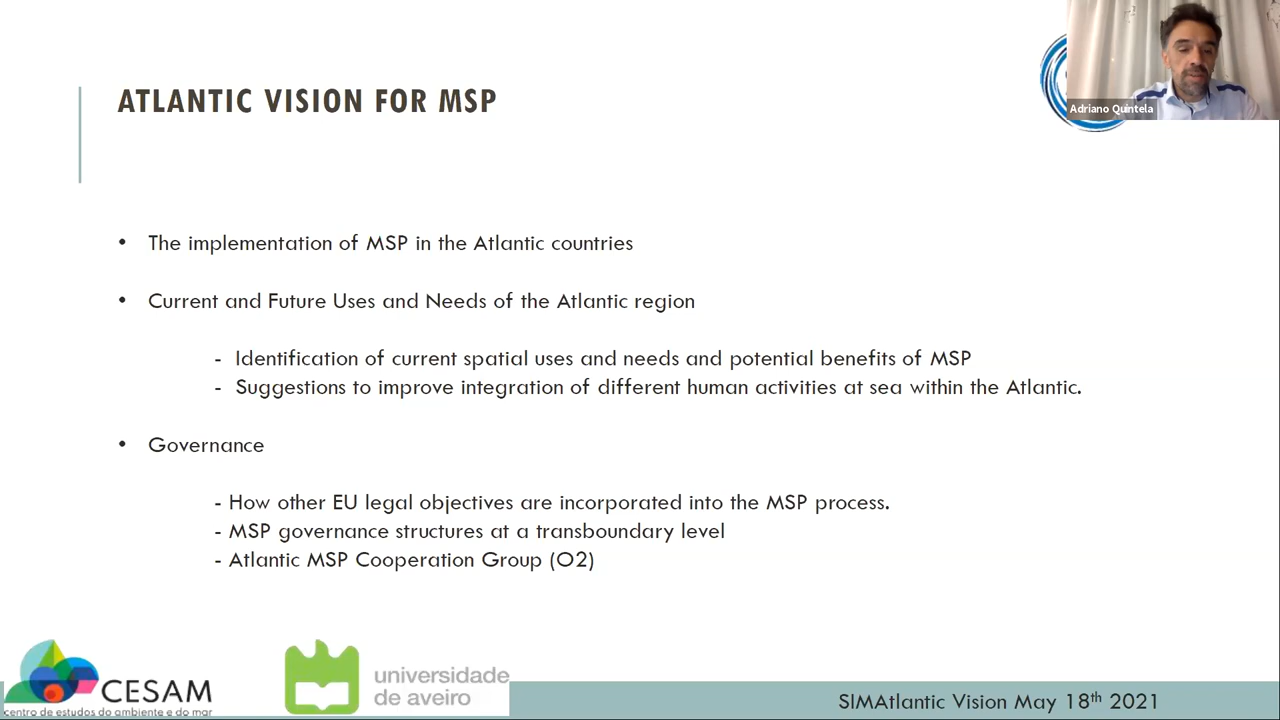 ATLANTIC VISION FOR MSP
Adriano Quintela
• The implementation of MSP in the Atlantic countries
• Current and Future Uses and Needs of the Atlantic region
- Identification of current spatial uses and needs and potential benefits of MSP
- Suggestions to improve integration of different human activities at sea within the Atlantic.
• Governance
- How other EU legal objectives are incorporated into the MSP process.
- MSP governance structures at a transboundary level
- Atlantic MSP Cooperation Group (O2)
CESAM
centro de estudos do ambiente e do mar
universidade
de aveiro
SIMAtlantic Vision May 18th 2021